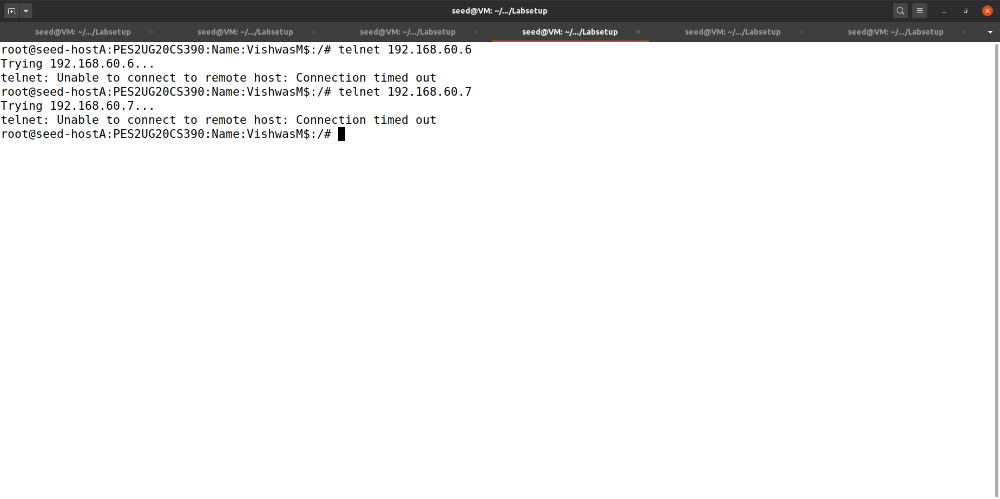 seed@VM: ~/.../Labsetup
seed@VM: ~/.../Labsetup
seed@VM: ~/.../Labsetup
seed@VM: ~/.../Labsetup
seed@VM: ~/.../Labsetup
seed@VM: ~/.../Labsetup
seed@VM: ~/.../Labsetup
root@seed-hostA:PES2UG20CS390:Name:VishwasM$:/# telnet 192.168.60.6
Trying 192.168.60.6...
telnet: Unable to connect to remote host: Connection timed out
root@seed-hostA:PES2UG20CS390:Name:VishwasM$:/# telnet 192.168.60.7
Trying 192.168.60.7...
telnet: Unable to connect to remote host: Connection timed out
root@seed-hostA:PES2UG20CS390:Name:VishwasM$:/#